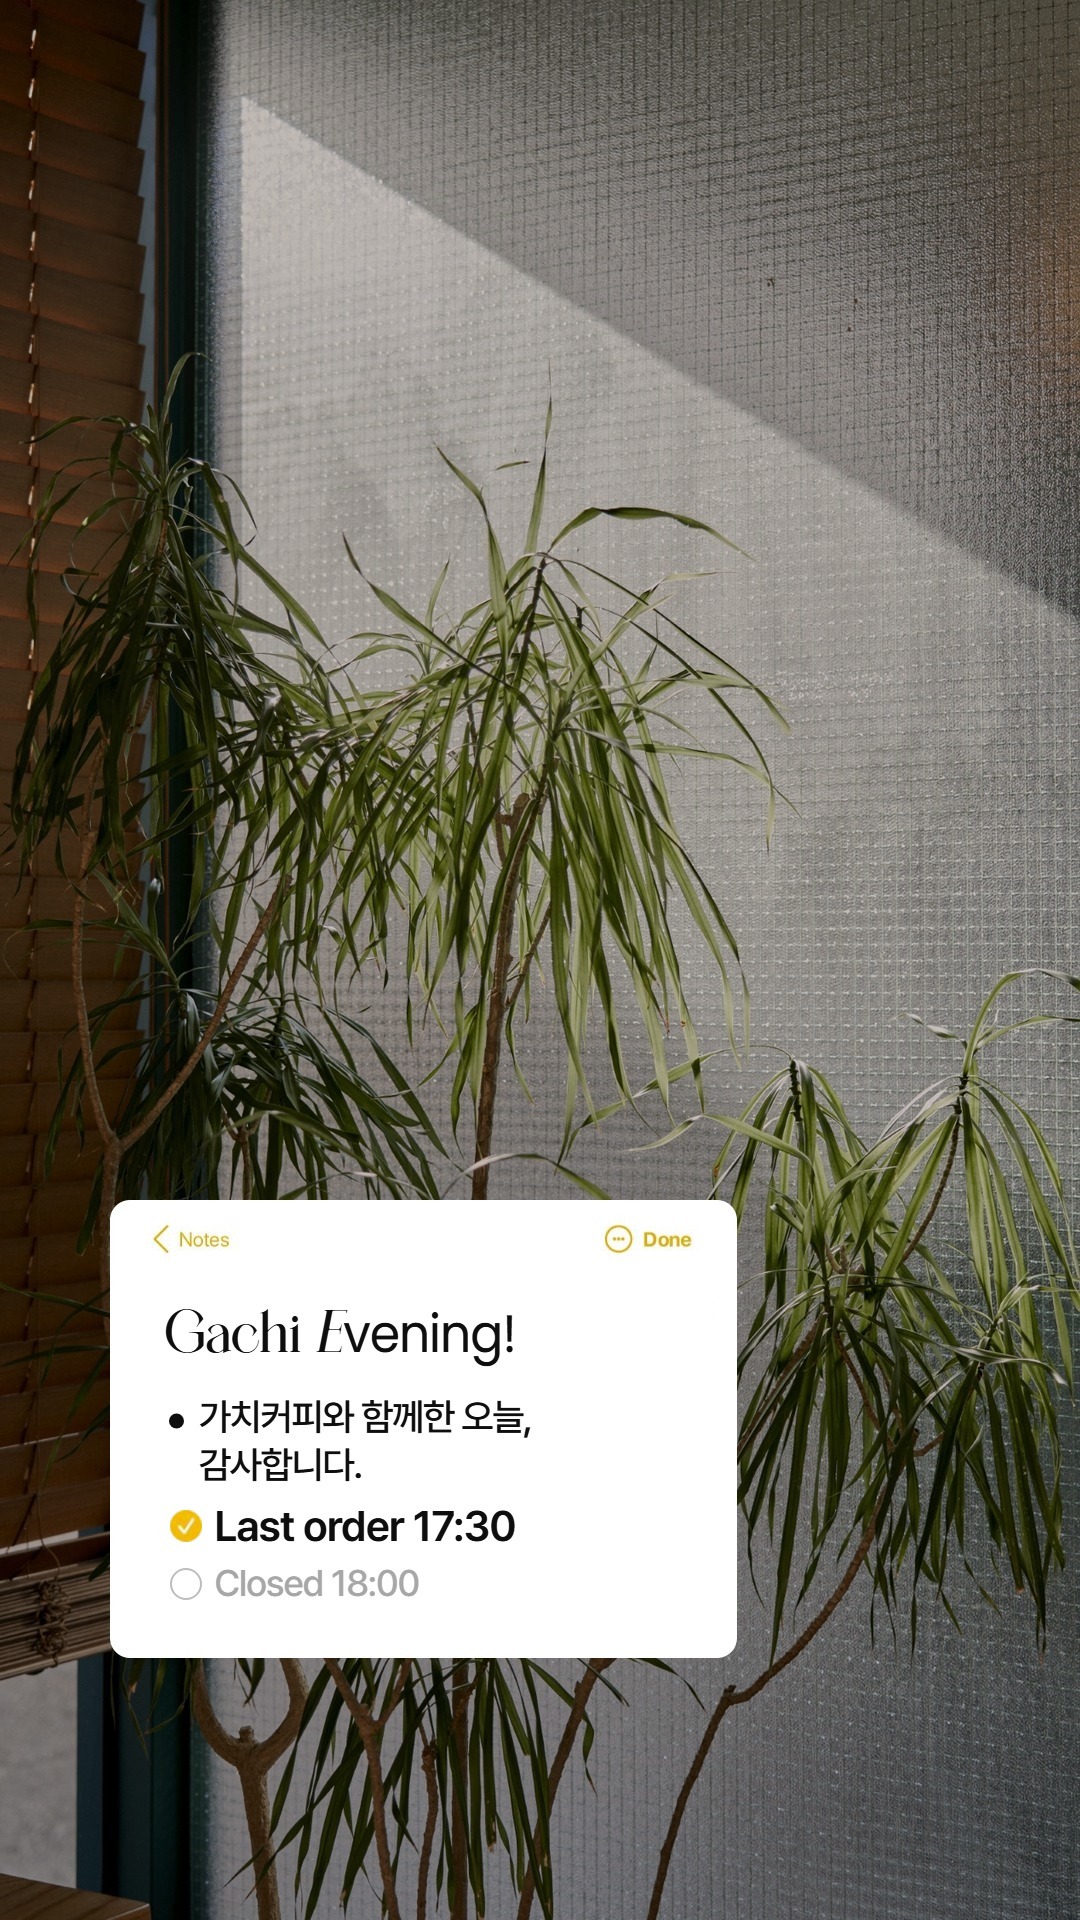 Notes
Done
Gachi Evening!
• 가치커피와 함께한 오늘,
감사합니다.
Last order 17:30
Closed 18:00